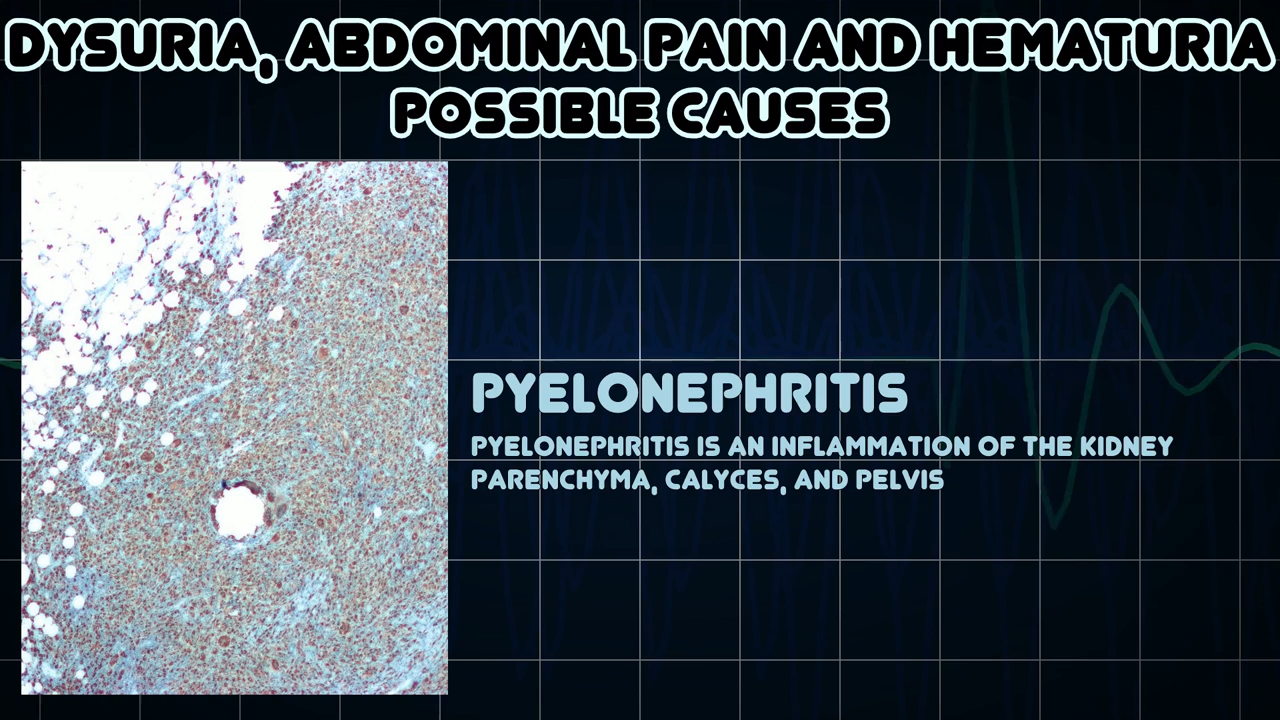 DYSURIA, ABDOMINAL PAIN AND HEMATURIA
POSSIBLE CAUSES
PYELONEPHRITIS
PYELONEPHRITIS IS AN INFLAMMATION OF THE KIDNEY
PARENCHYMA, CALYCES, AND PELVIS